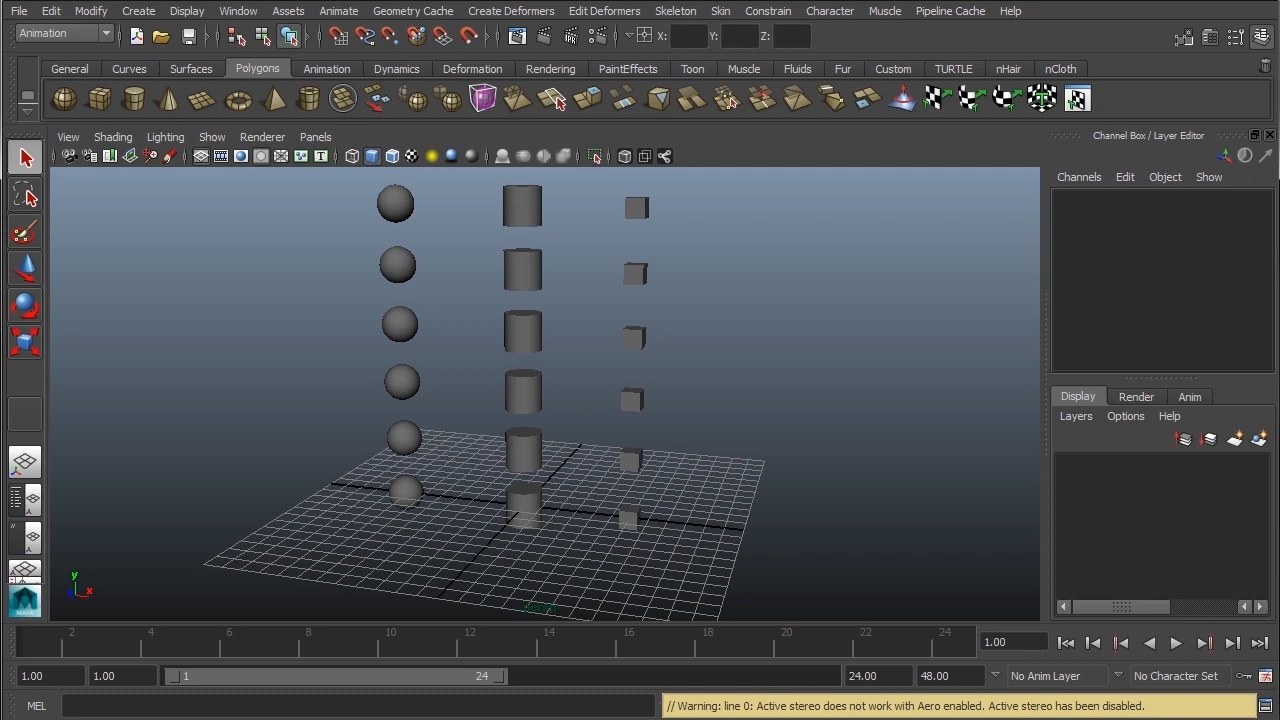 File Edit Modify Create Display Window Assets Animate Geometry Cache Create Deformers Edit Deformers Skeleton Skin Constrain Character Muscle Pipeline Cache Help
Animation X: Y: Z:
General Curves Surfaces Polygons Animation Dynamics Deformation Rendering PaintEffects Toon Muscle Fluids Fur Custom TURTLE nHair nCloth
View Shading Lighting Show Renderer Panels
Channel Box / Layer Editor
Channels Edit Object Show
Display Render Anim
Layers Options Help
y
x
persp
MAYA
2 4 6 8 10 12 14 16 18 20 22 24 1.00
1.00 1.00 1 24 24.00 48.00 No Anim Layer No Character Set
MEL // Warning: line 0: Active stereo does not work with Aero enabled. Active stereo has been disabled.